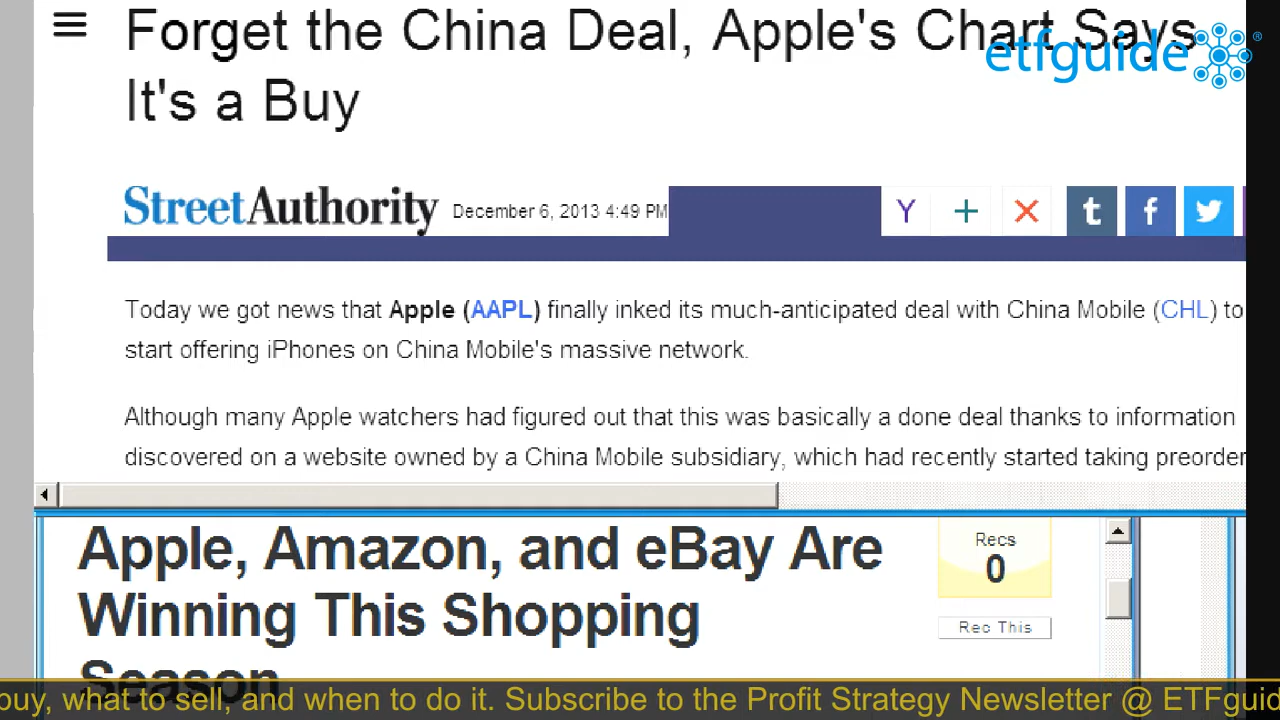 Forget the China Deal, Apple's Chart Says
It's a Buy
etfguide
StreetAuthority December 6, 2013 4:49 PM
Y
t f
Today we got news that Apple (AAPL) finally inked its much-anticipated deal with China Mobile (CHL) to
start offering iPhones on China Mobile's massive network.
Although many Apple watchers had figured out that this was basically a done deal thanks to information
discovered on a website owned by a China Mobile subsidiary, which had recently started taking preorder
Apple, Amazon, and eBay Are
Winning This Shopping
Season
Recs
0
Rec This
buy, what to sell, and when to do it. Subscribe to the Profit Strategy Newsletter @ ETFguid